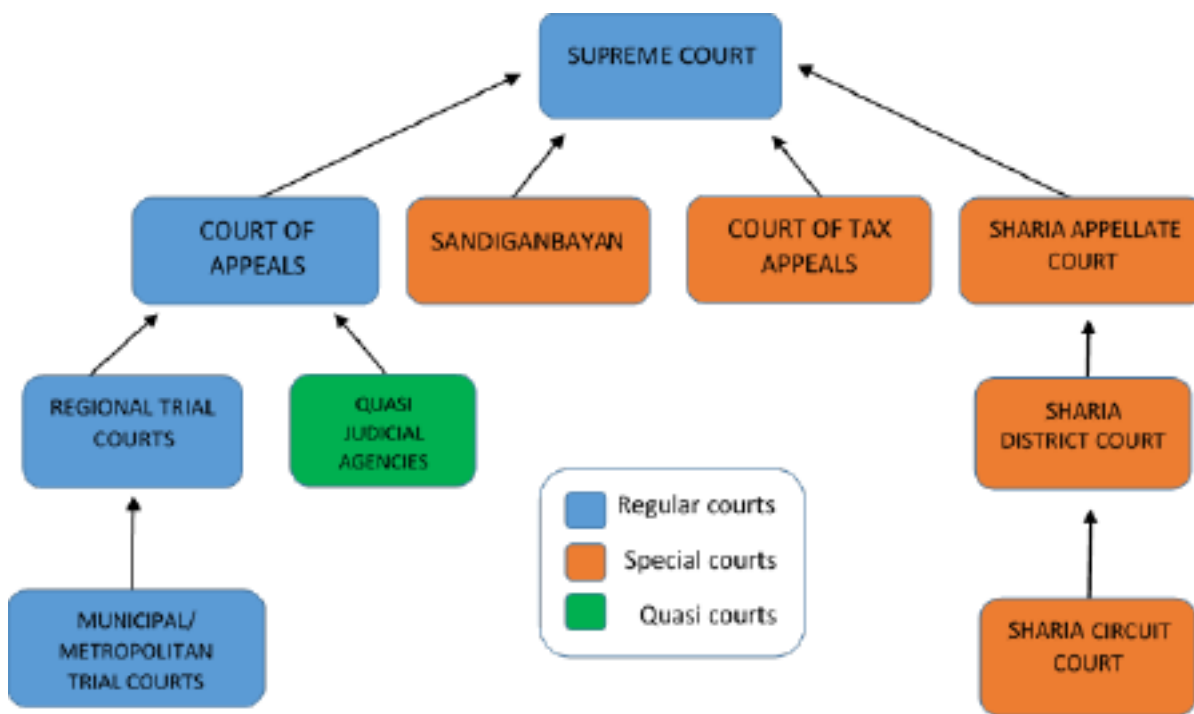 SUPREME COURT
COURT OF
APPEALS
SANDIGANBAYAN
COURT OF TAX
APPEALS
SHARIA APPELLATE
COURT
REGIONAL TRIAL
COURTS
QUASI
JUDICIAL
AGENCIES
SHARIA
DISTRICT COURT
Regular courts
Special courts
Quasi courts
MUNICIPAL/
METROPOLITAN
TRIAL COURTS
SHARIA CIRCUIT
COURT